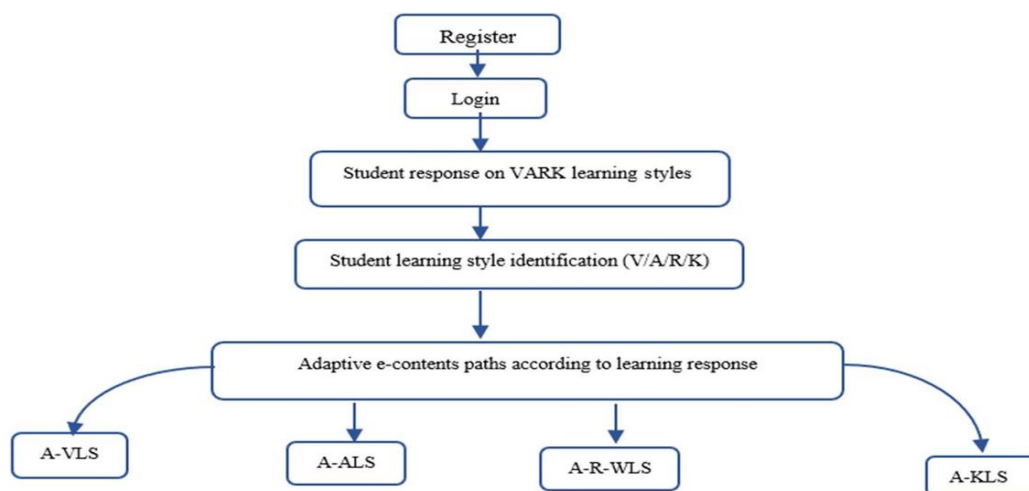 Register
Login
Student response on VARK learning styles
Student learning style identification (V/A/R/K)
Adaptive e-contents paths according to learning response
A-VLS
A-ALS
A-R-WLS
A-KLS